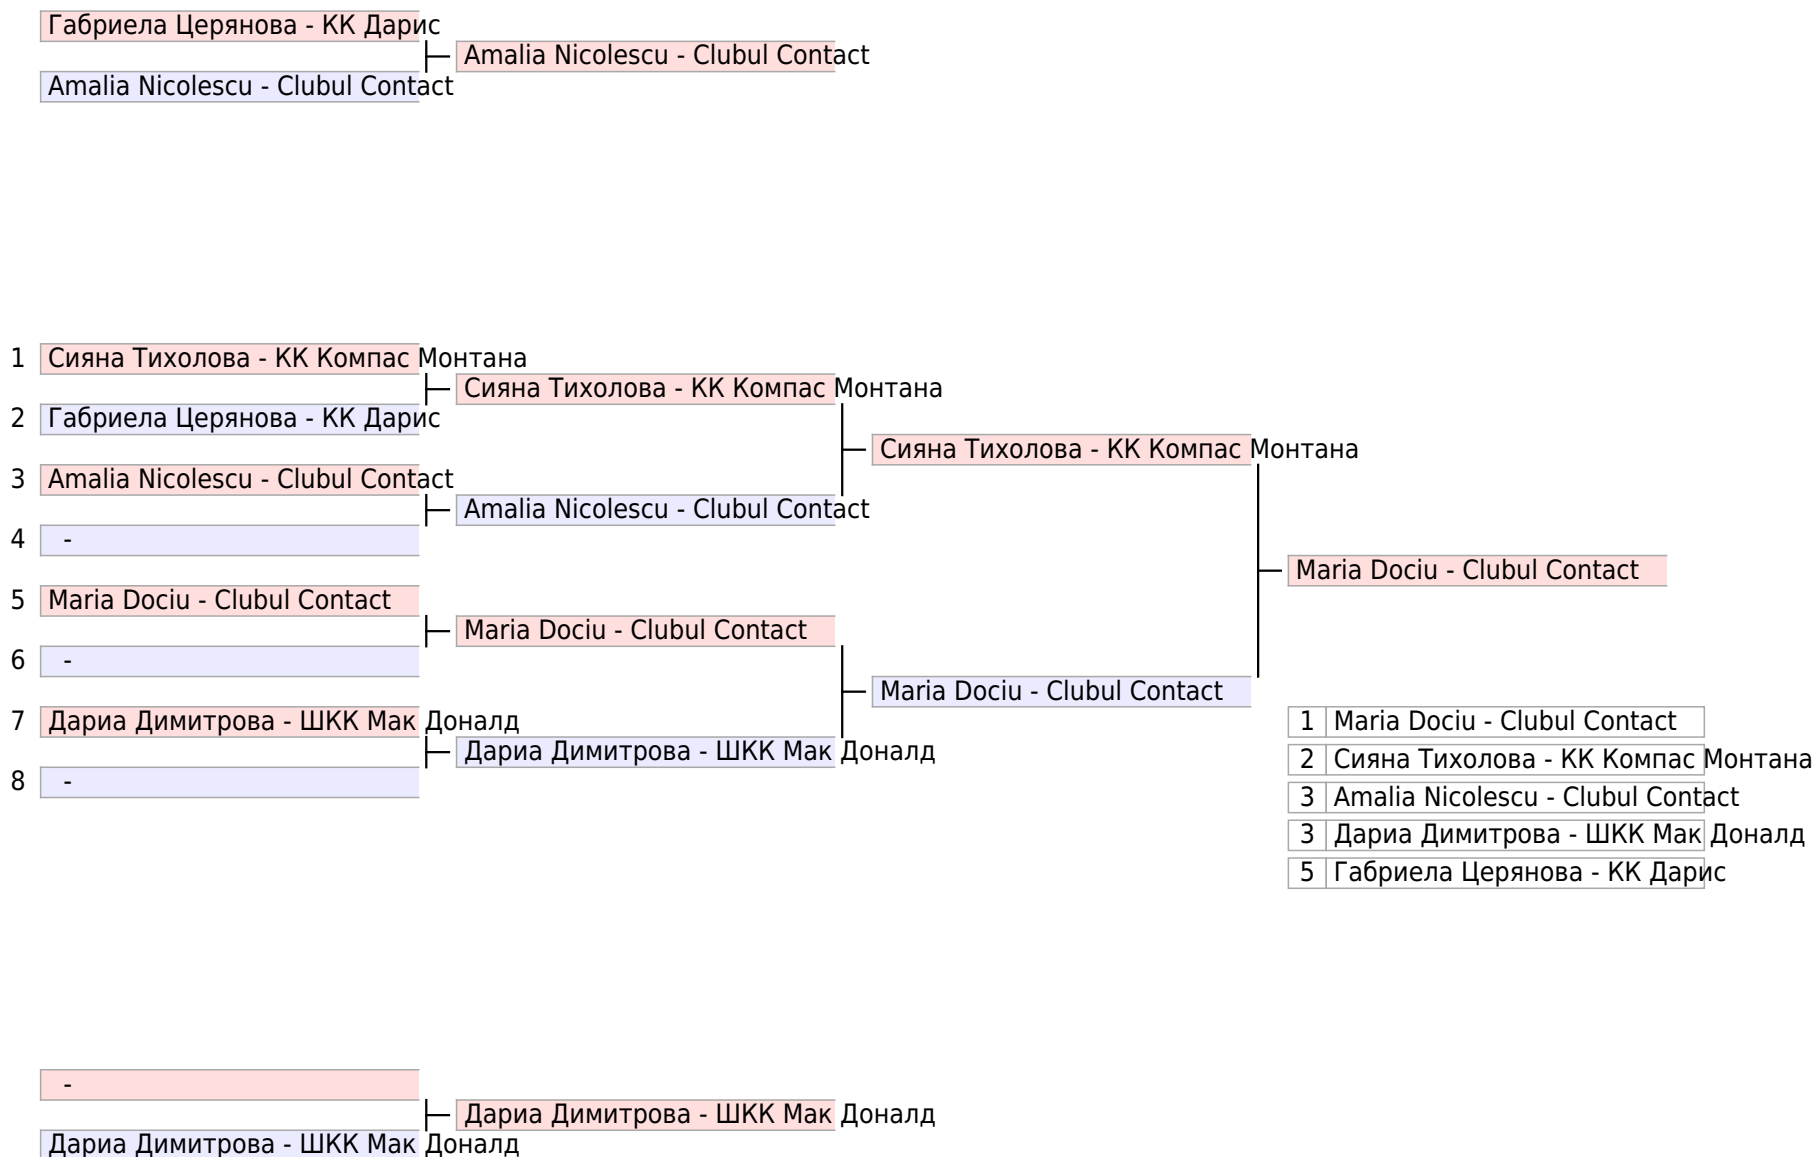 Габриела Церянова - КК Дарис
Amalia Nicolescu - Clubul Contact
Amalia Nicolescu - Clubul Contact
1 Сияна Тихолова - КК Компас Монтана
Сияна Тихолова - КК Компас Монтана
2 Габриела Церянова - КК Дарис
Сияна Тихолова - КК Компас Монтана
3 Amalia Nicolescu - Clubul Contact
Amalia Nicolescu - Clubul Contact
4 -
Maria Dociu - Clubul Contact
5 Maria Dociu - Clubul Contact
Maria Dociu - Clubul Contact
6 -
Maria Dociu - Clubul Contact
7 Дариа Димитрова - ШКК Мак Доналд
Дариа Димитрова - ШКК Мак Доналд
8 -
1 Maria Dociu - Clubul Contact
2 Сияна Тихолова - КК Компас Монтана
3 Amalia Nicolescu - Clubul Contact
3 Дариа Димитрова - ШКК Мак Доналд
5 Габриела Церянова - КК Дарис
-
Дариа Димитрова - ШКК Мак Доналд
Дариа Димитрова - ШКК Мак Доналд